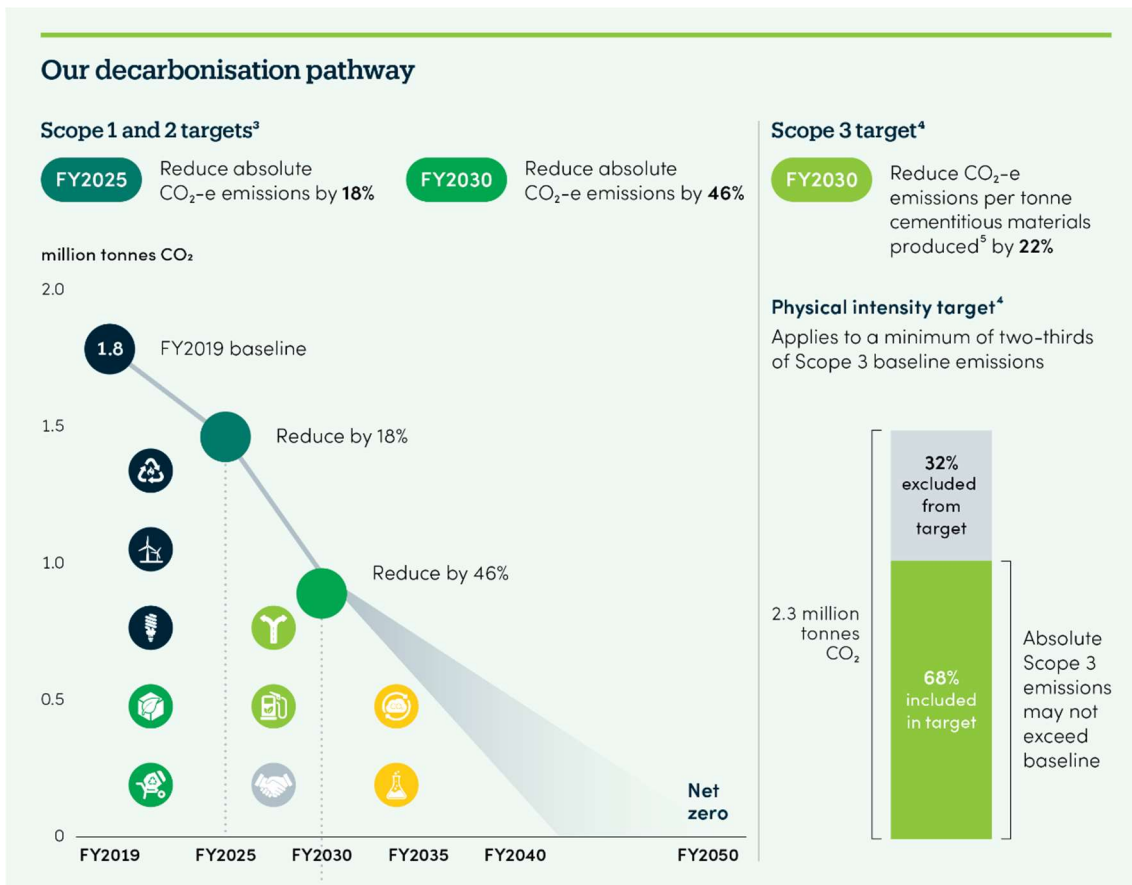 Our decarbonisation pathway
Scope 1 and 2 targets³
FY2025
Reduce absolute
CO₂-e emissions by 18%
FY2030
Reduce absolute
CO₂-e emissions by 46%
million tonnes CO₂
2.0
1.8
FY2019 baseline
1.5
Reduce by 18%
1.0
Reduce by 46%
0.5
Net
zero
0
FY2019
FY2025
FY2030
FY2035
FY2040
FY2050
Scope 3 target⁴
FY2030
Reduce CO₂-e
emissions per tonne
cementitious materials
produced⁵ by 22%
Physical intensity target⁴
Applies to a minimum of two-thirds
of Scope 3 baseline emissions
32%
excluded
from
target
2.3 million
tonnes
CO₂
68%
included
in target
Absolute
Scope 3
emissions
may not
exceed
baseline